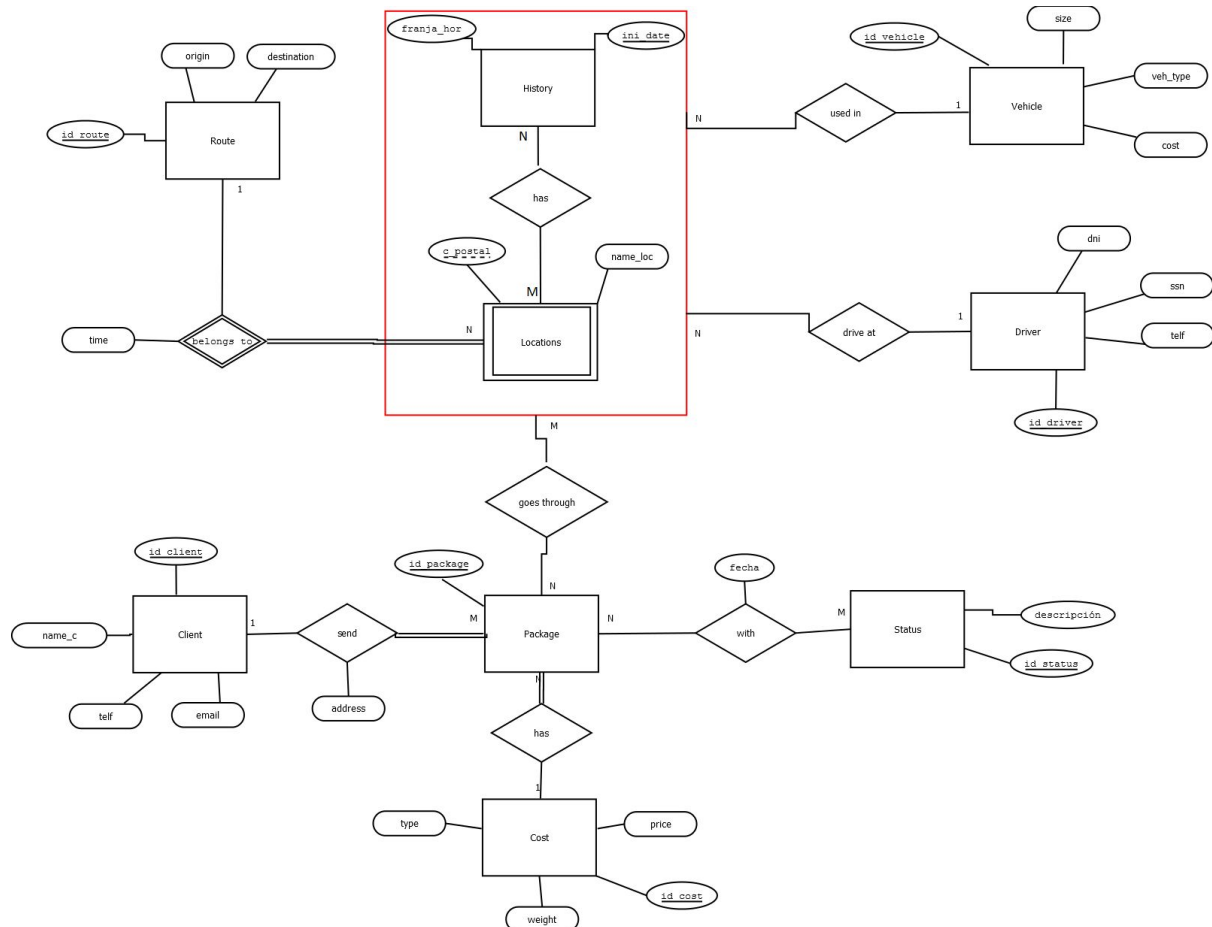 size
franja_hor
ini_date
id_vehicle
origin
destination
veh_type
History
Vehicle
used in
N
1
id_route
Route
N
cost
1
has
dni
c_postal
name_loc
ssn
M
1
N
drive at
Driver
telf
N
time
belongs to
Locations
id_driver
M
goes through
id_client
id_package
fecha
N
M
descripción
name_c
Client
1
send
M
Package
N
with
Status
id_status
N
telf
email
address
has
1
type
Cost
price
id_cost
weight